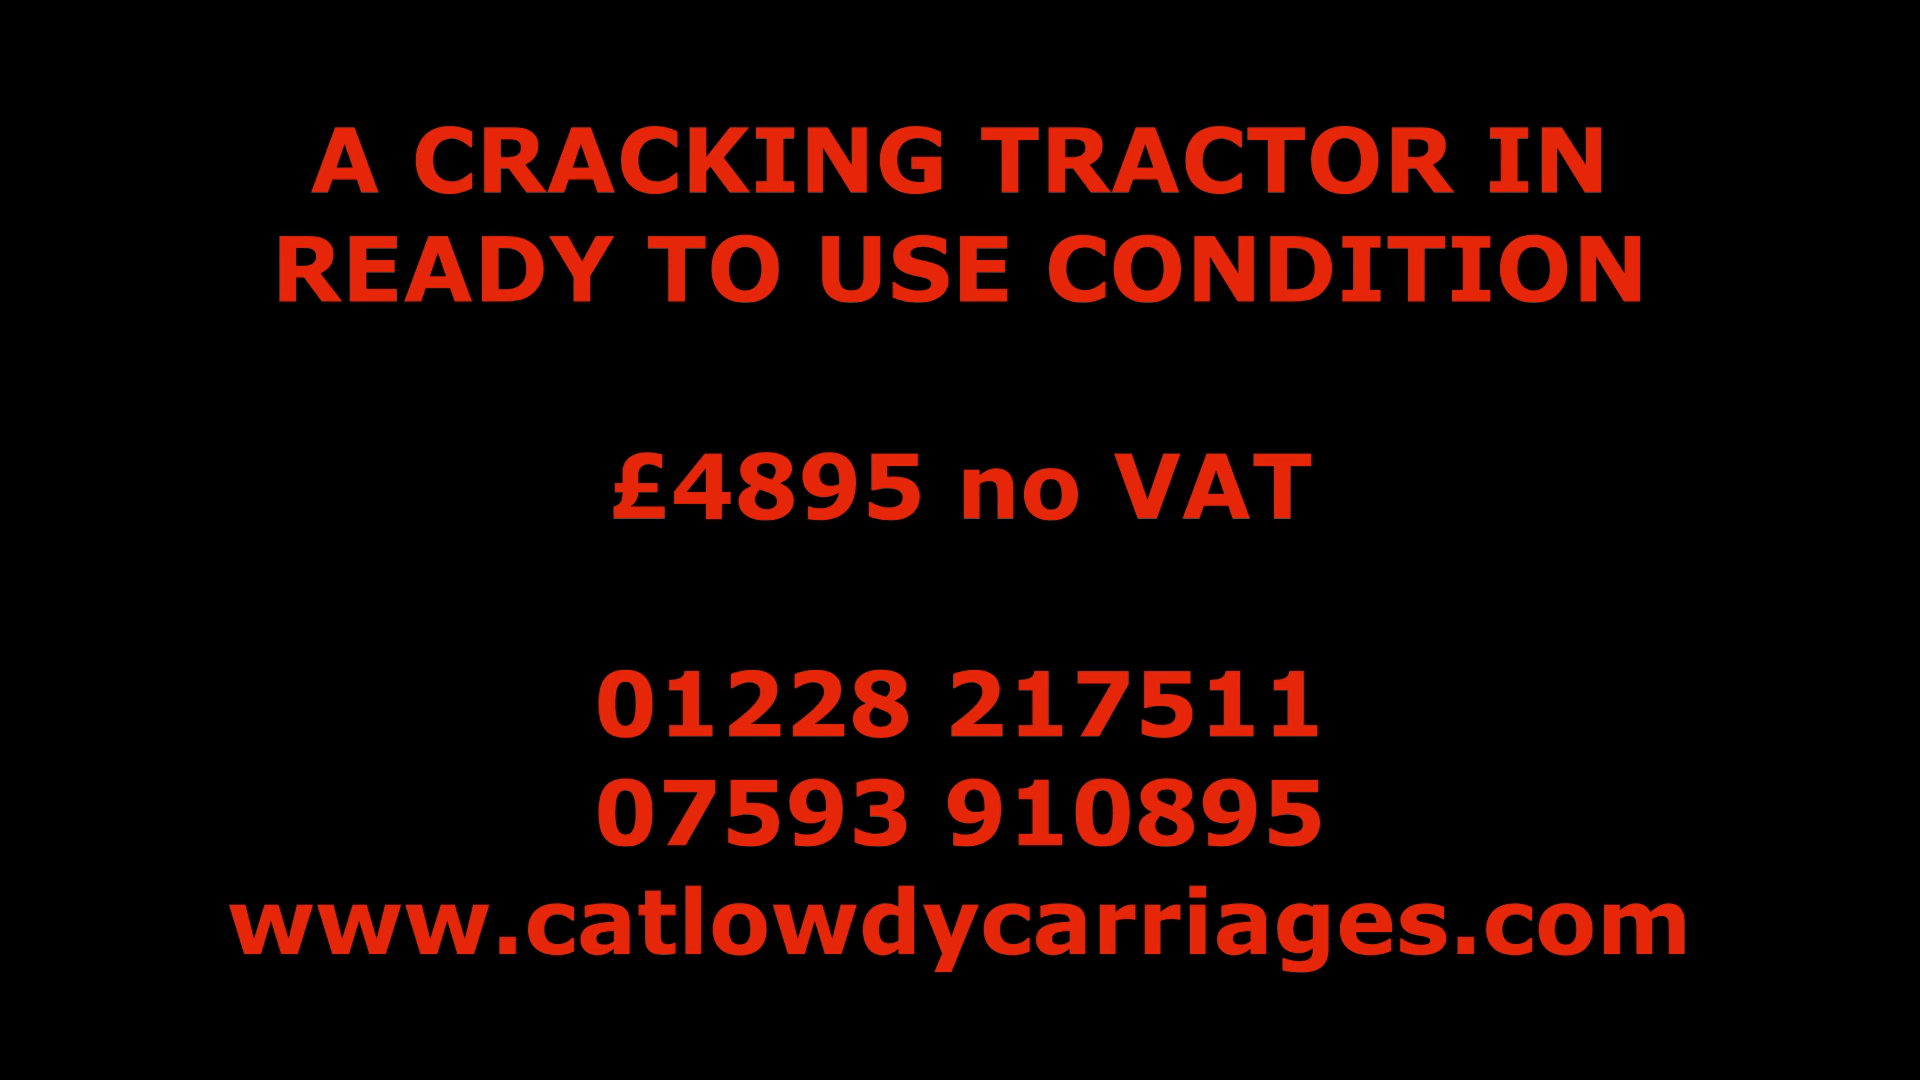 A CRACKING TRACTOR IN
READY TO USE CONDITION
£4895 no VAT
01228 217511
07593 910895
www.catlowdycarriages.com